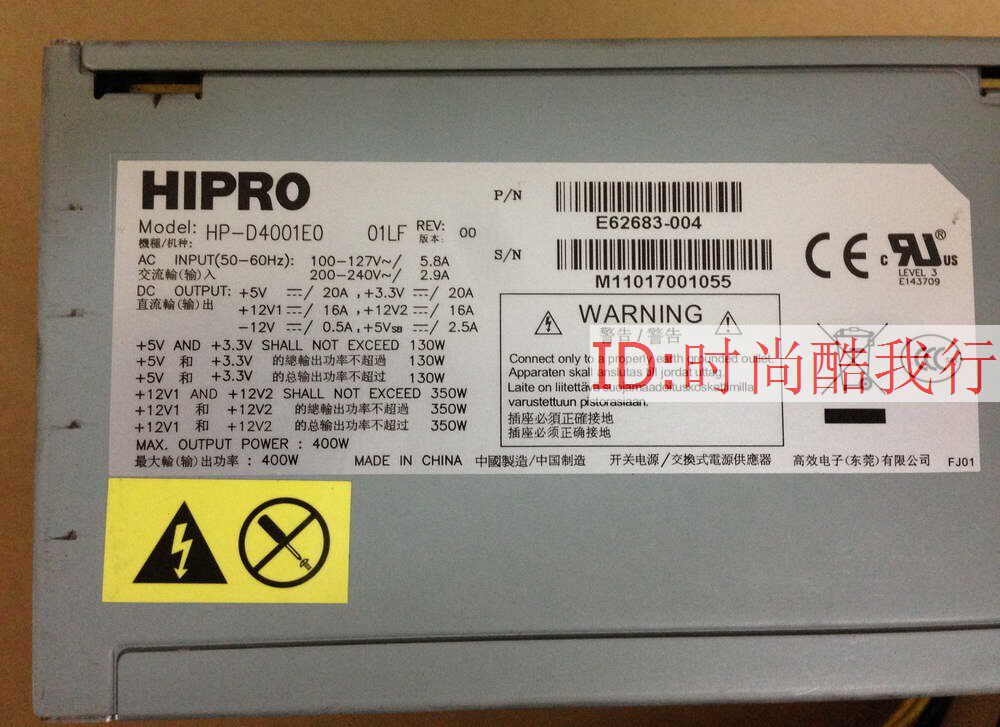 HIPRO
Model: HP-D4001E0 01LF REV: 00
機種/机种: 版本:
AC INPUT(50-60Hz): 100-127V~/ 5.8A
交流輸(输)入 200-240V~/ 2.9A
DC OUTPUT: +5V ⎓/ 20A ,+3.3V ⎓/ 20A
直流輸(输)出 +12V1 ⎓/ 16A ,+12V2 ⎓/ 16A
-12V ⎓/ 0.5A ,+5VSB ⎓/ 2.5A
+5V AND +3.3V SHALL NOT EXCEED 130W
+5V 和 +3.3V 的總輸出功率不超過 130W
+5V 和 +3.3V 的总输出功率不超过 130W
+12V1 AND +12V2 SHALL NOT EXCEED 350W
+12V1 和 +12V2 的總輸出功率不超過 350W
+12V1 和 +12V2 的总输出功率不超过 350W
MAX. OUTPUT POWER : 400W
最大輸(输)出功率 : 400W
MADE IN CHINA 中國製造/中国制造 开关电源/交換式電源供應器 高效电子(东莞)有限公司 FJ01
P/N
E62683-004
S/N
M11017001055
WARNING
警告/警告
Connect only to a properly earth grounded outlet.
Apparaten skall anslutas till jordat uttag.
Laite on liitettävä suojamaadoituskoskettimilla
varustettuun pistorasiaan.
插座必須正確接地
插座必须正确接地
CE
c RU ® US
LEVEL 3
E143709
CCC
ID:时尚酷我行